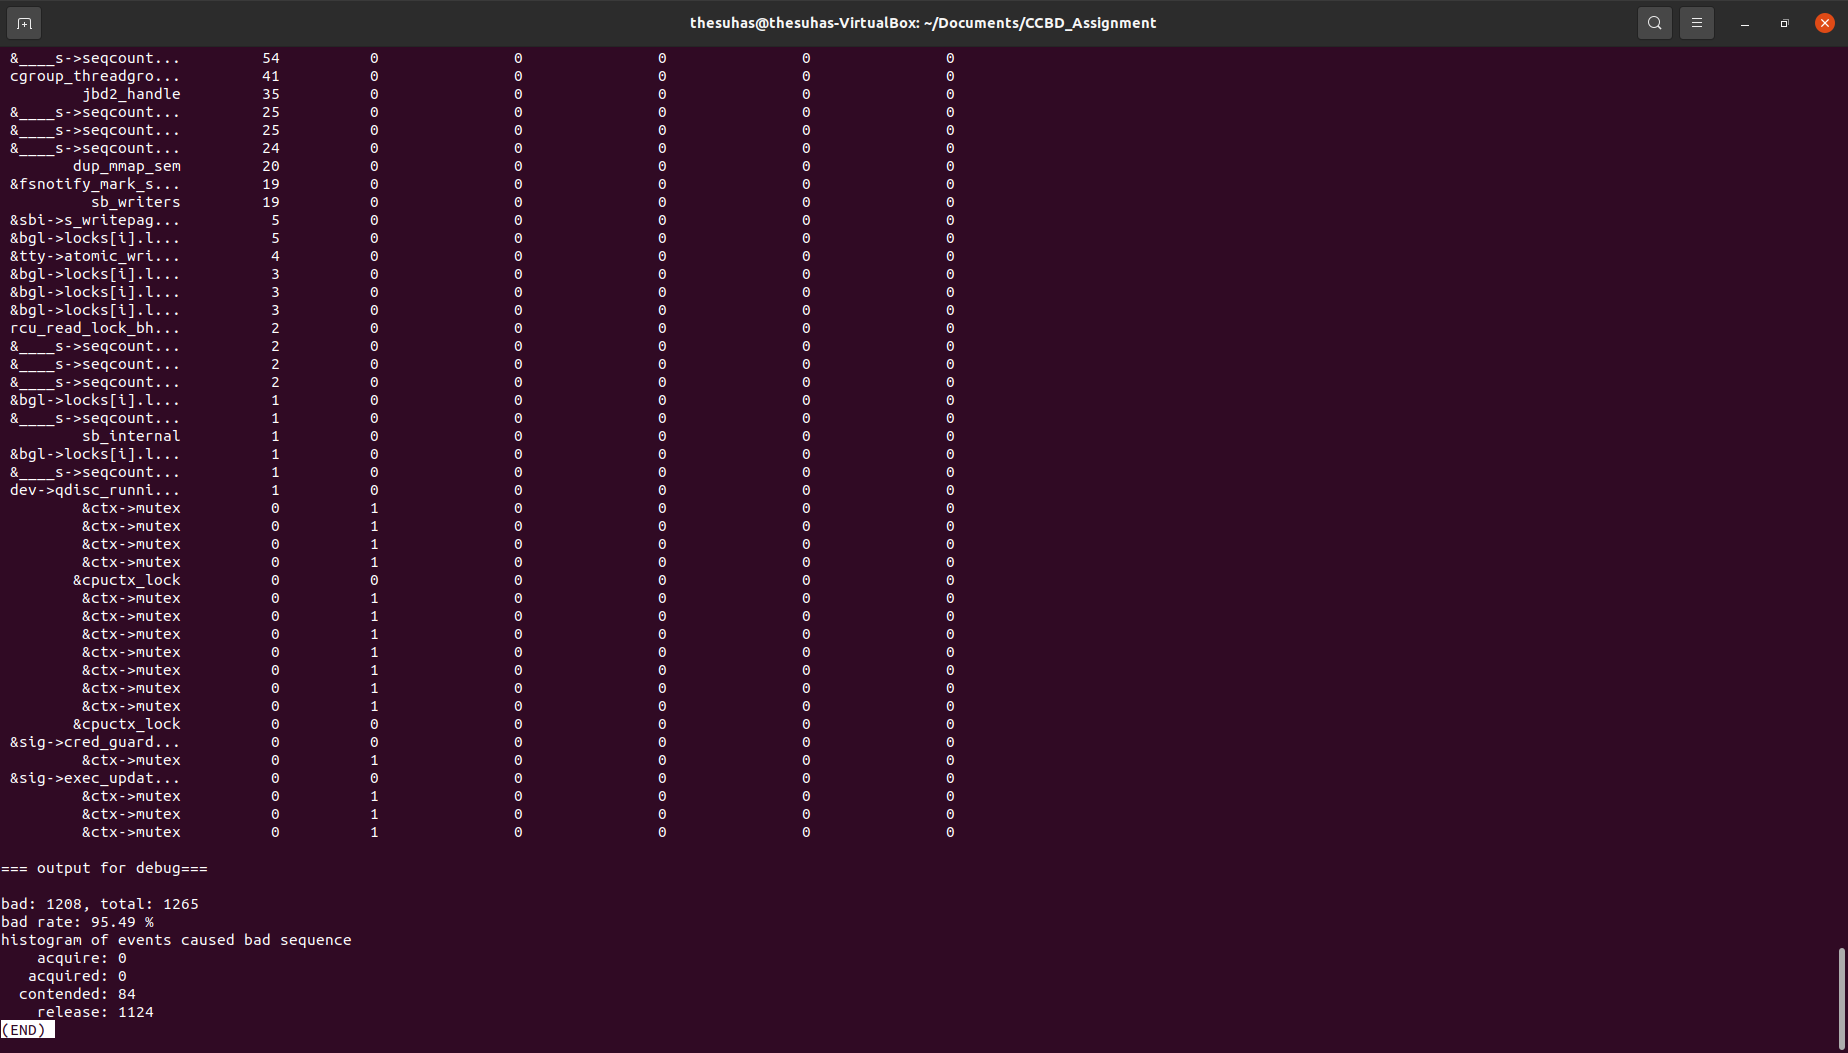 thesuhas@thesuhas-VirtualBox: ~/Documents/CCBD_Assignment
&____s->seqcount... 54 0 0 0 0 0
cgroup_threadgro... 41 0 0 0 0 0
jbd2_handle 35 0 0 0 0 0
&____s->seqcount... 25 0 0 0 0 0
&____s->seqcount... 25 0 0 0 0 0
&____s->seqcount... 24 0 0 0 0 0
dup_mmap_sem 20 0 0 0 0 0
&fsnotify_mark_s... 19 0 0 0 0 0
sb_writers 19 0 0 0 0 0
&sbi->s_writepag... 5 0 0 0 0 0
&bgl->locks[i].l... 5 0 0 0 0 0
&tty->atomic_wri... 4 0 0 0 0 0
&bgl->locks[i].l... 3 0 0 0 0 0
&bgl->locks[i].l... 3 0 0 0 0 0
&bgl->locks[i].l... 3 0 0 0 0 0
rcu_read_lock_bh... 2 0 0 0 0 0
&____s->seqcount... 2 0 0 0 0 0
&____s->seqcount... 2 0 0 0 0 0
&____s->seqcount... 2 0 0 0 0 0
&bgl->locks[i].l... 1 0 0 0 0 0
&____s->seqcount... 1 0 0 0 0 0
sb_internal 1 0 0 0 0 0
&bgl->locks[i].l... 1 0 0 0 0 0
&____s->seqcount... 1 0 0 0 0 0
dev->qdisc_runni... 1 0 0 0 0 0
&ctx->mutex 0 1 0 0 0 0
&ctx->mutex 0 1 0 0 0 0
&ctx->mutex 0 1 0 0 0 0
&ctx->mutex 0 1 0 0 0 0
&cpuctx_lock 0 0 0 0 0 0
&ctx->mutex 0 1 0 0 0 0
&ctx->mutex 0 1 0 0 0 0
&ctx->mutex 0 1 0 0 0 0
&ctx->mutex 0 1 0 0 0 0
&ctx->mutex 0 1 0 0 0 0
&ctx->mutex 0 1 0 0 0 0
&ctx->mutex 0 1 0 0 0 0
&cpuctx_lock 0 0 0 0 0 0
&sig->cred_guard... 0 0 0 0 0 0
&ctx->mutex 0 1 0 0 0 0
&sig->exec_updat... 0 0 0 0 0 0
&ctx->mutex 0 1 0 0 0 0
&ctx->mutex 0 1 0 0 0 0
&ctx->mutex 0 1 0 0 0 0
=== output for debug===
bad: 1208, total: 1265
bad rate: 95.49 %
histogram of events caused bad sequence
acquire: 0
acquired: 0
contended: 84
release: 1124
(END)